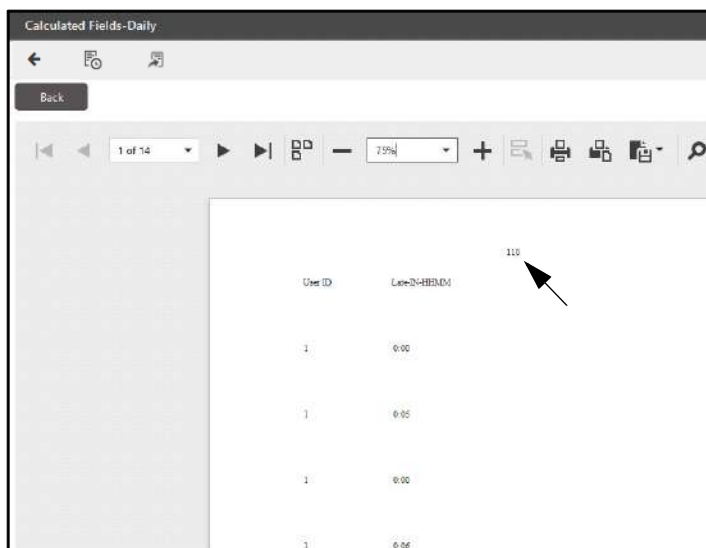 Calculated Fields-Daily
Back
1 of 14
75%
110
User ID Late-IN-HHMM
1 0:00
1 0:05
1 0:00
1 0:06